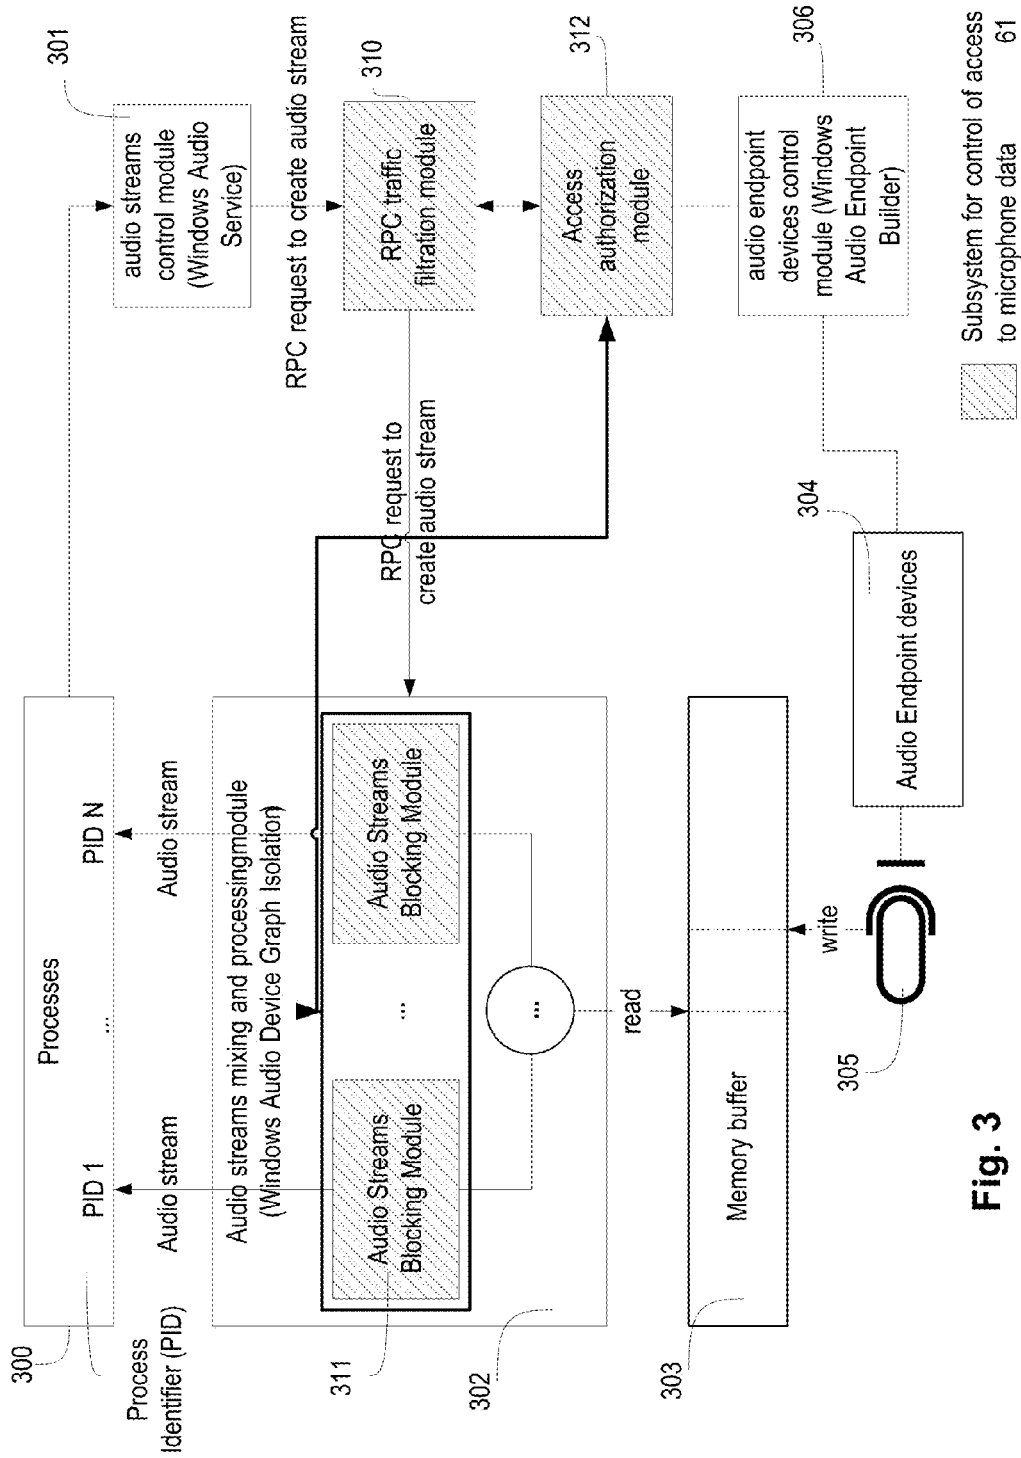 300
Process
Identifier (PID)
Processes
PID 1
...
PID N
Audio stream
Audio stream
301
audio streams
control module
(Windows Audio
Service)
RPC request to create audio stream
310
RPC traffic
filtration module
RPC request to
create audio stream
312
Access
authorization
module
306
audio endpoint
devices control
module (Windows
Audio Endpoint
Builder)
Audio streams mixing and processingmodule
(Windows Audio Device Graph Isolation)
311
Audio Streams
Blocking Module
...
Audio Streams
Blocking Module
...
302
read
303
Memory buffer
write
305
304
Audio Endpoint devices
Subsystem for control of access
to microphone data 61
Fig. 3